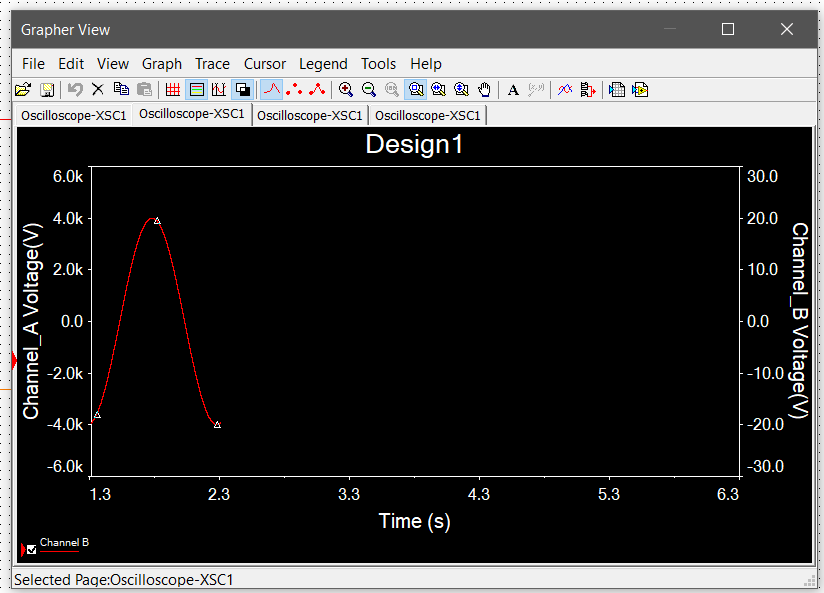 Grapher View
File Edit View Graph Trace Cursor Legend Tools Help
Oscilloscope-XSC1 Oscilloscope-XSC1 Oscilloscope-XSC1 Oscilloscope-XSC1
Design1
Channel_A Voltage(V)
6.0k
4.0k
2.0k
0.0
-2.0k
-4.0k
-6.0k
30.0
20.0
10.0
0.0
-10.0
-20.0
-30.0
Channel_B Voltage(V)
1.3 2.3 3.3 4.3 5.3 6.3
Time (s)
Channel B
Selected Page:Oscilloscope-XSC1